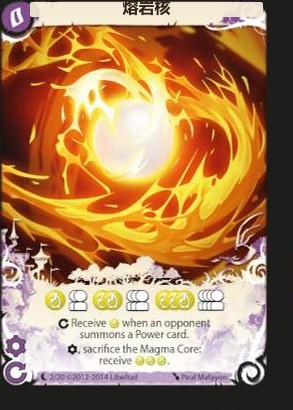 熔岩核
Receive when an opponent
summons a Power card.
, sacrifice the Magma Core:
receive .
2/20 ©2012-2014 Libellud
Paul Mafayon